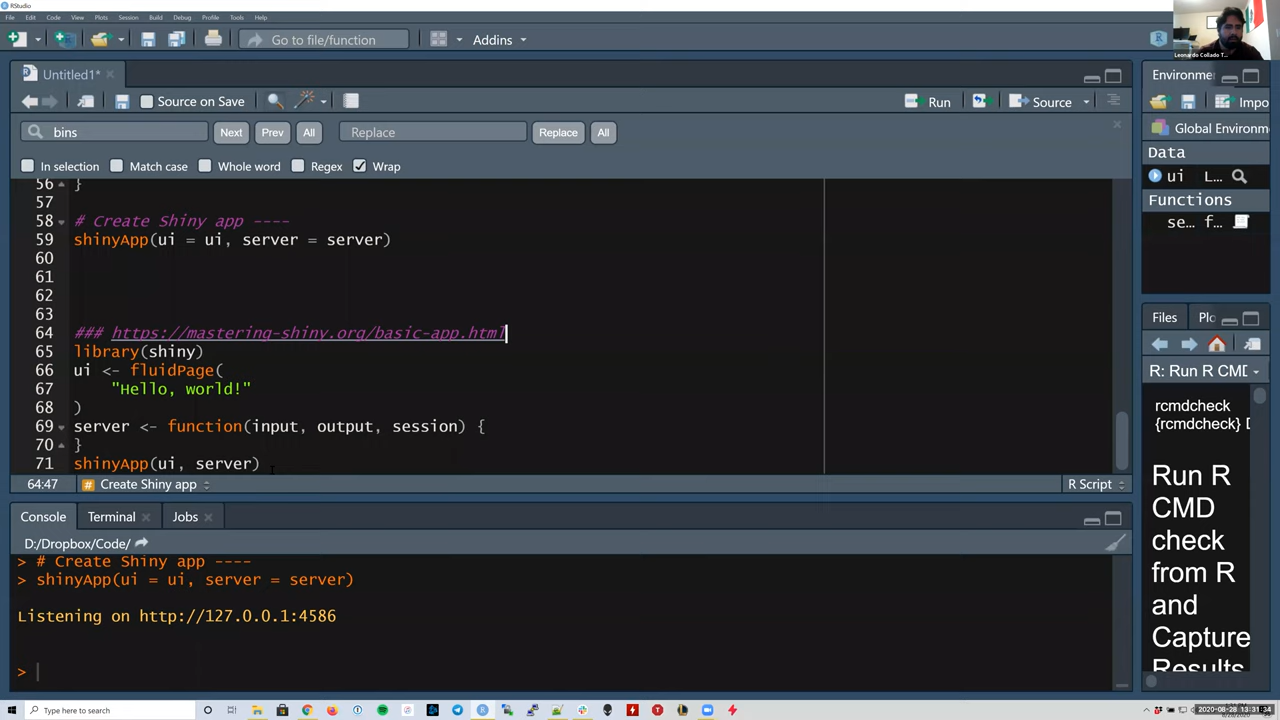 RStudio
File Edit Code View Plots Session Build Debug Profile Tools Help
Go to file/function
Addins
Leonardo Collado T...
Untitled1*
Source on Save
Run
Source
bins
Next
Prev
All
Replace
Replace
All
In selection
Match case
Whole word
Regex
Wrap
56 }
57
58 # Create Shiny app ----
59 shinyApp(ui = ui, server = server)
60
61
62
63
64 ### https://mastering-shiny.org/basic-app.html
65 library(shiny)
66 ui <- fluidPage(
67 "Hello, world!"
68 )
69 server <- function(input, output, session) {
70 }
71 shinyApp(ui, server)
64:47
# Create Shiny app
R Script
Console
Terminal
Jobs
D:/Dropbox/Code/
> # Create Shiny app ----
> shinyApp(ui = ui, server = server)
Listening on http://127.0.0.1:4586
>
Environme
Impo
Global Environm
Data
ui L...
Functions
se... f...
Files
Plo
R: Run R CMD
rcmdcheck
{rcmdcheck} D
Run R
CMD
check
from R
and
Capture
Results
Type here to search
2020-08-28 13:31:34